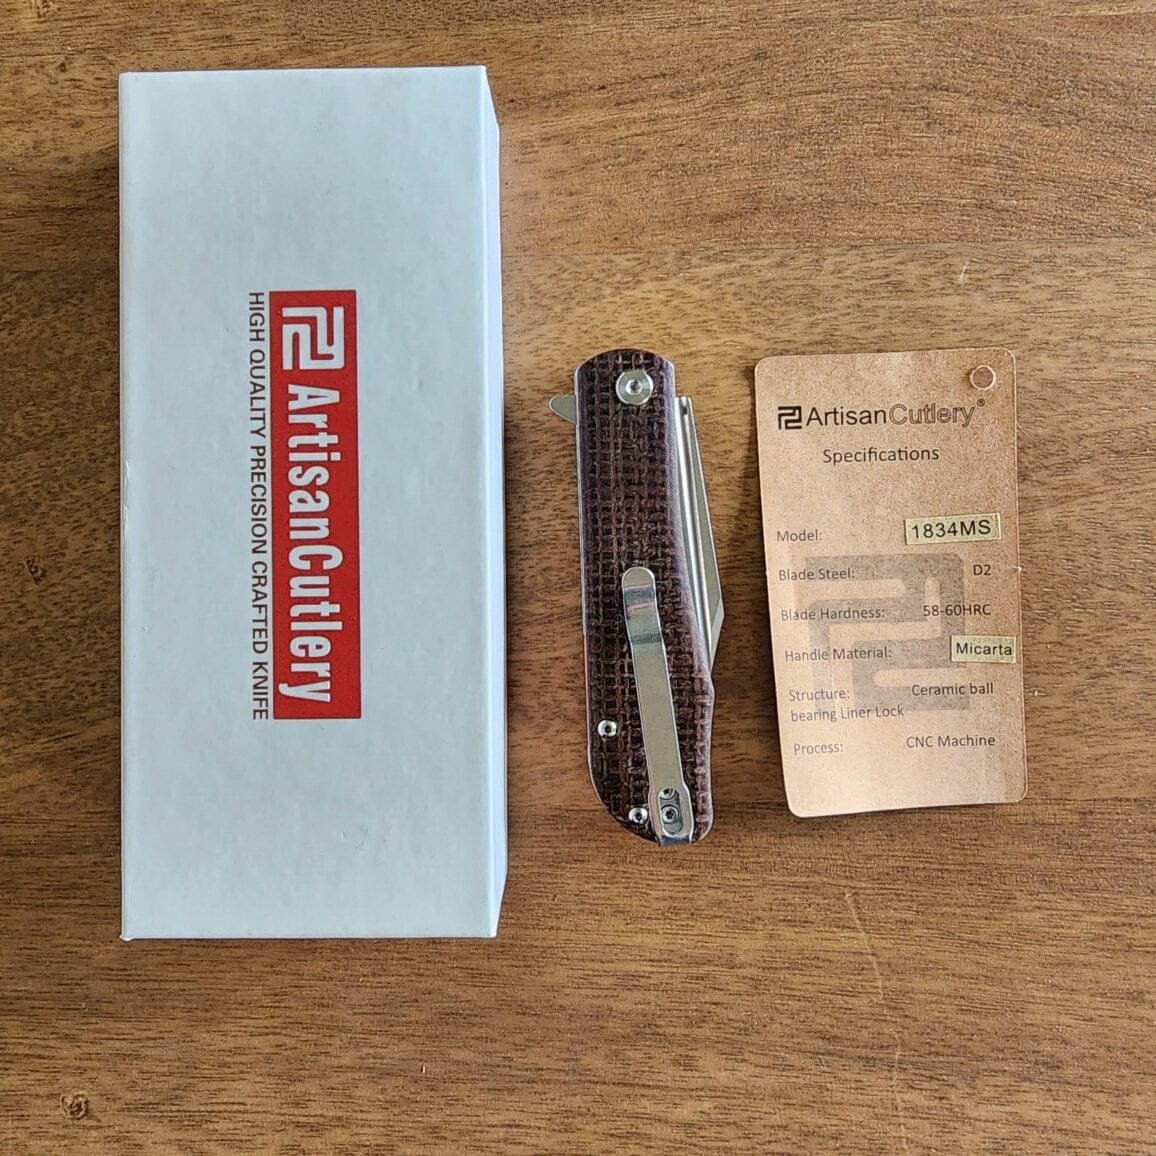 ArtisanCutlery
HIGH QUALITY PRECISION CRAFTED KNIFE
ArtisanCutlery®
Specifications
Model: 1834MS
Blade Steel: D2
Blade Hardness: 58-60HRC
Handle Material: Micarta
Structure: Ceramic ball
bearing Liner Lock
Process: CNC Machine